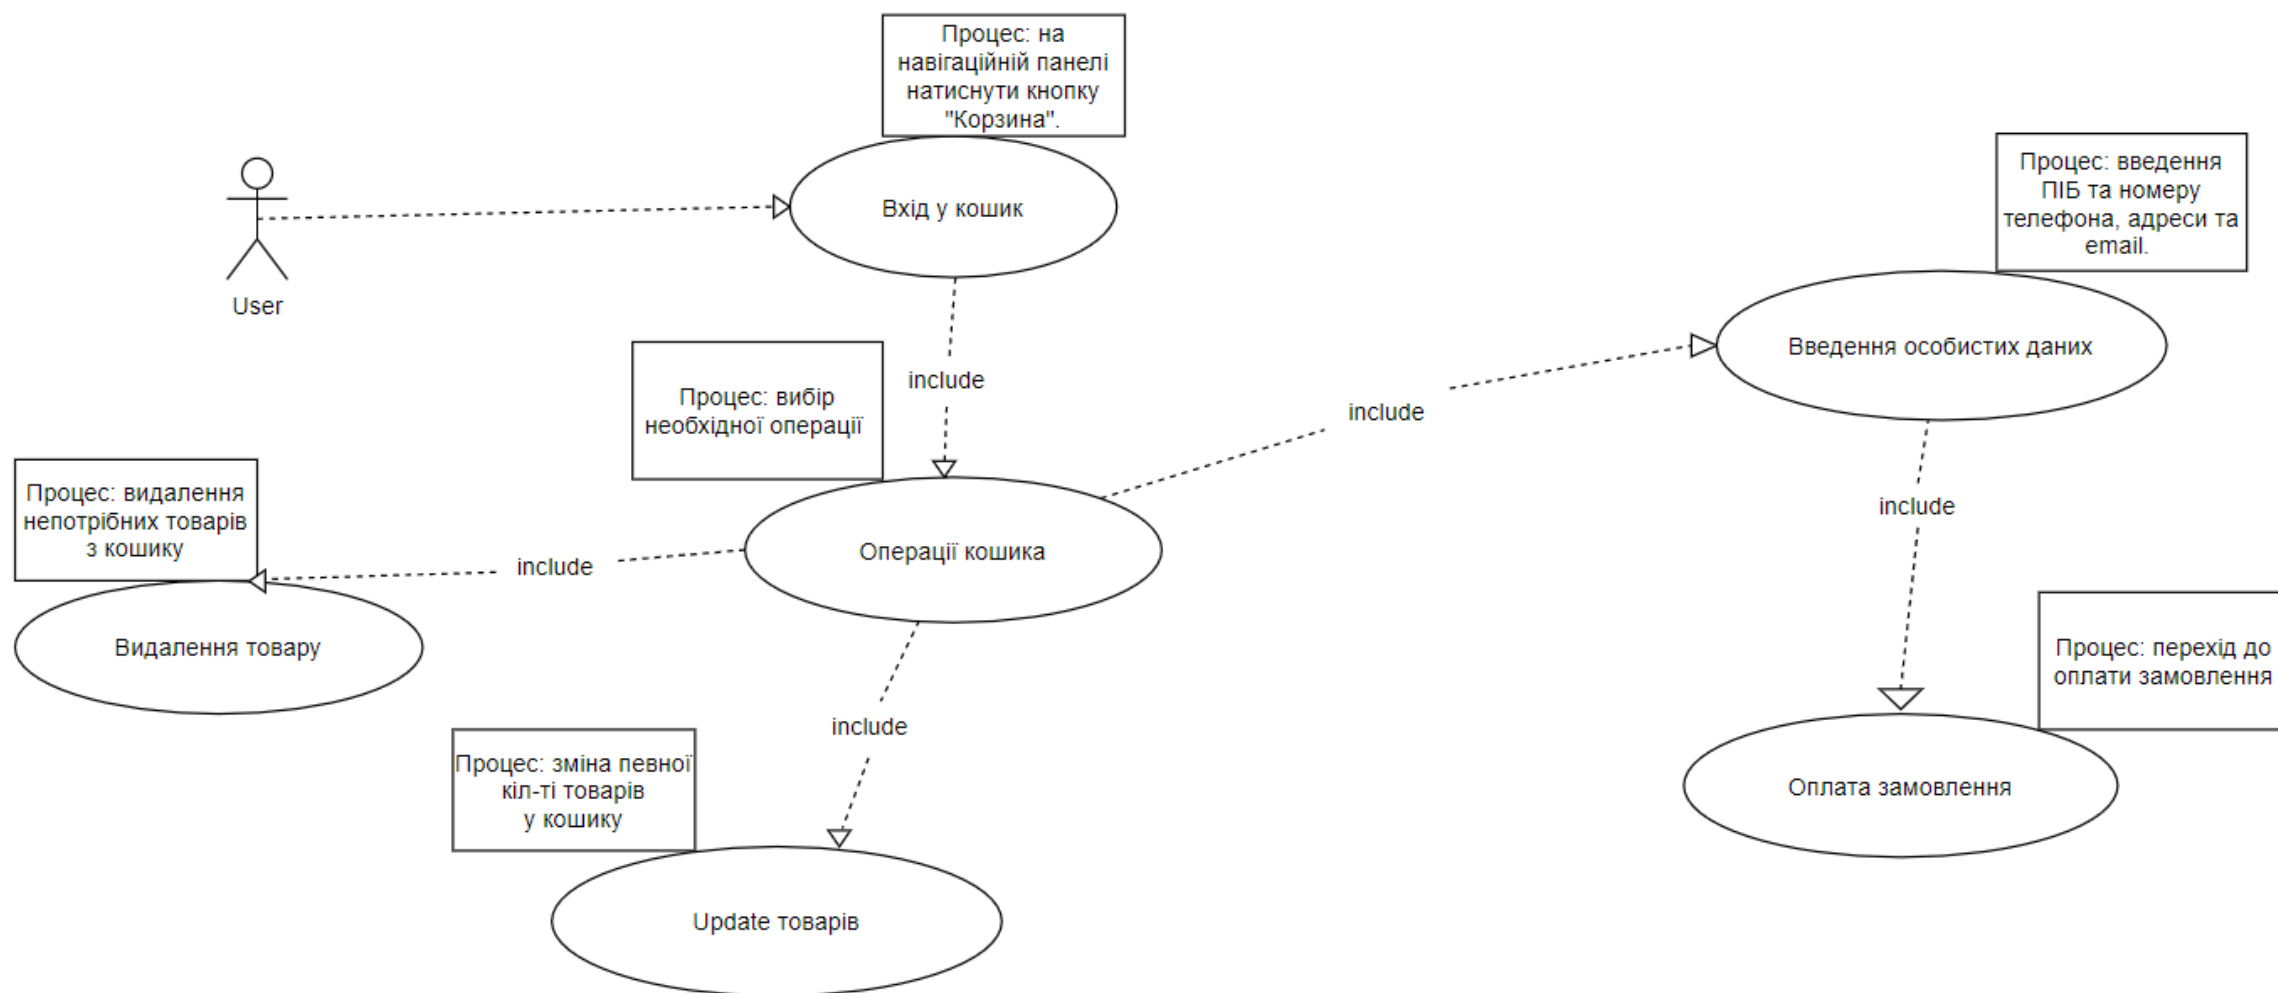 Процес: на
навігаційній панелі
натиснути кнопку
"Корзина".
Вхід у кошик
User
Процес: введення
ПІБ та номеру
телефона, адреси та
email.
Введення особистих даних
include
Процес: вибір
необхідної операції
include
include
Процес: видалення
непотрібних товарів
з кошику
include
Операції кошика
Видалення товару
Процес: перехід до
оплати замовлення
include
Процес: зміна певної
кіл-ті товарів
у кошику
Оплата замовлення
Update товарів